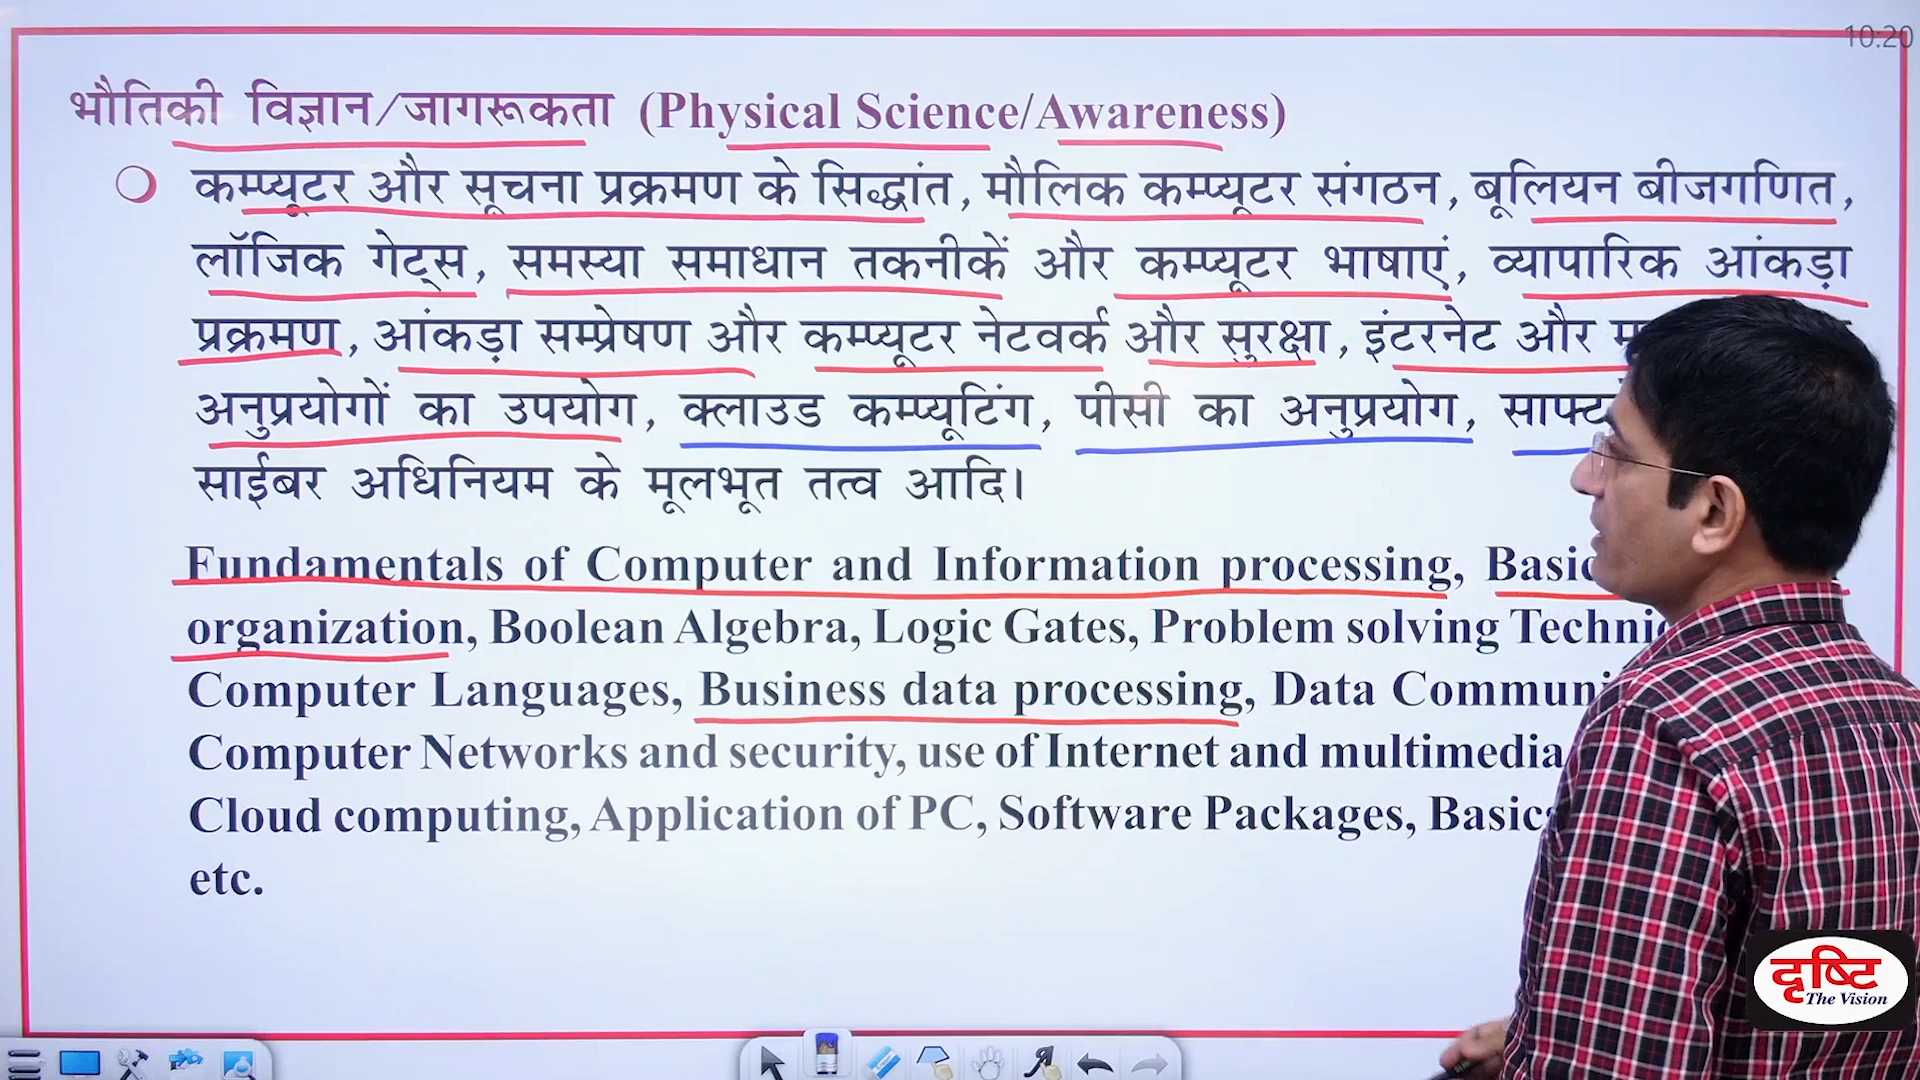 10:20
भौतिकी विज्ञान/जागरूकता (Physical Science/Awareness)
कम्प्यूटर और सूचना प्रक्रमण के सिद्धांत, मौलिक कम्प्यूटर संगठन, बूलियन बीजगणित,
लॉजिक गेट्स, समस्या समाधान तकनीकें और कम्प्यूटर भाषाएं, व्यापारिक आंकड़ा
प्रक्रमण, आंकड़ा सम्प्रेषण और कम्प्यूटर नेटवर्क और सुरक्षा, इंटरनेट और
अनुप्रयोगों का उपयोग, क्लाउड कम्प्यूटिंग, पीसी का अनुप्रयोग,
साईबर अधिनियम के मूलभूत तत्व आदि।
Fundamentals of Computer and Information processing, Basic
organization, Boolean Algebra, Logic Gates, Problem solving
Computer Languages, Business data processing, Data
Computer Networks and security, use of Internet and multimedia
Cloud computing, Application of PC, Software Packages, Basics
etc.
दृष्टि
The Vision